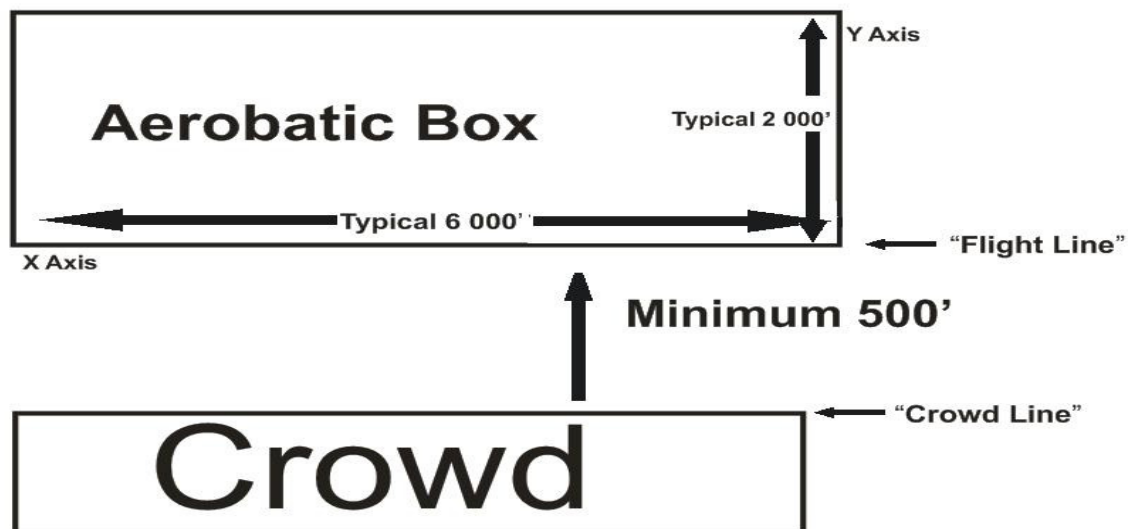 Y Axis
Aerobatic Box
Typical 2 000’
Typical 6 000’
“Flight Line”
X Axis
Minimum 500’
“Crowd Line”
Crowd